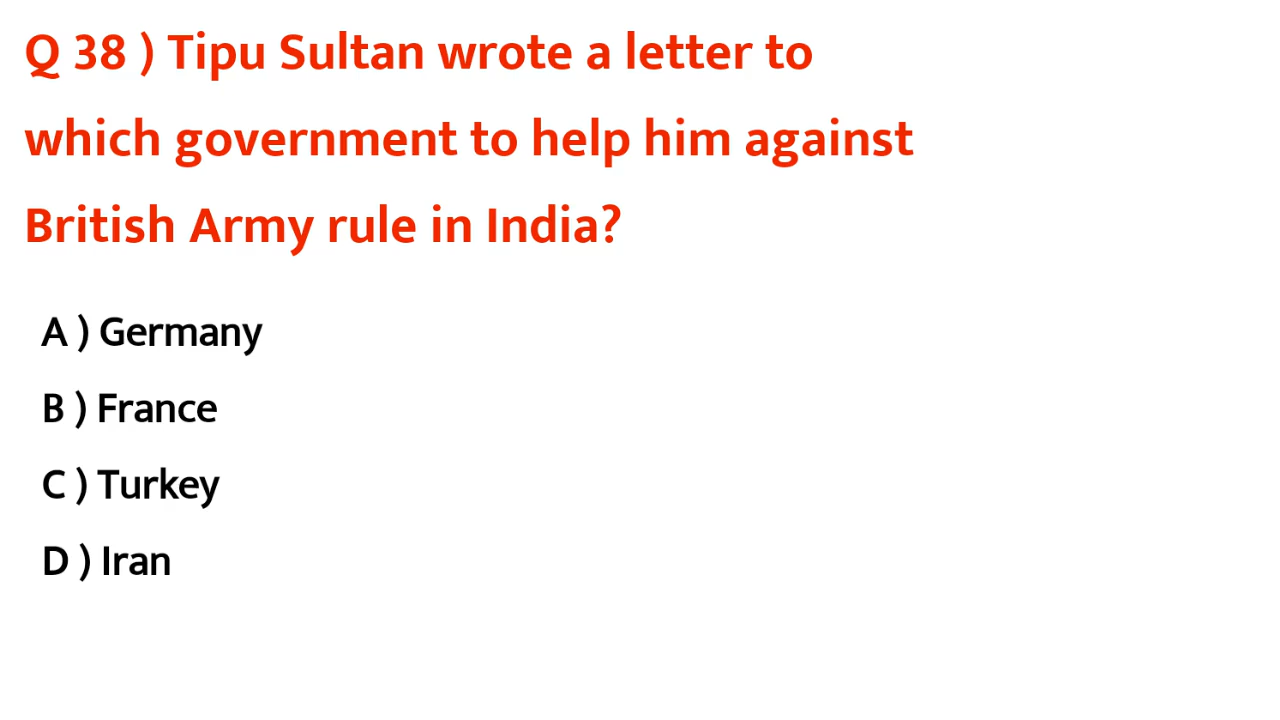 Q 38 ) Tipu Sultan wrote a letter to
which government to help him against
British Army rule in India?
A ) Germany
B ) France
C ) Turkey
D ) Iran